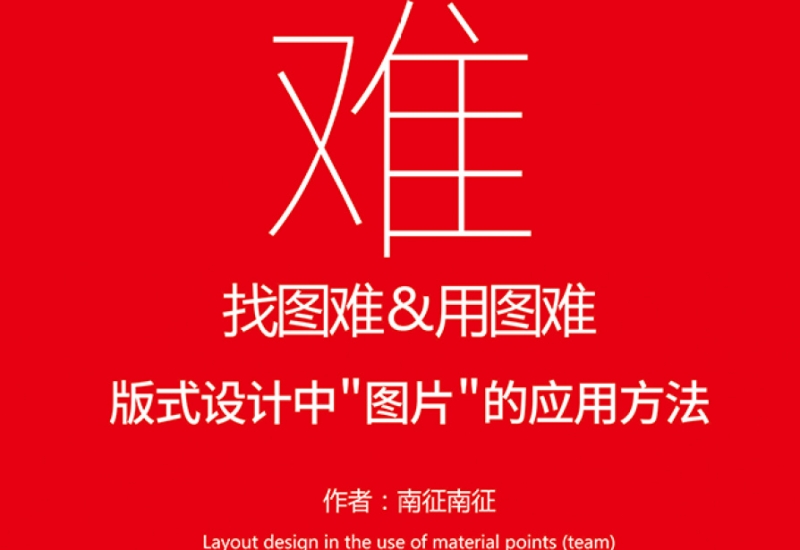 难
找图难&用图难
版式设计中"图片"的应用方法
作者：南征南征
Layout design in the use of material points (team)